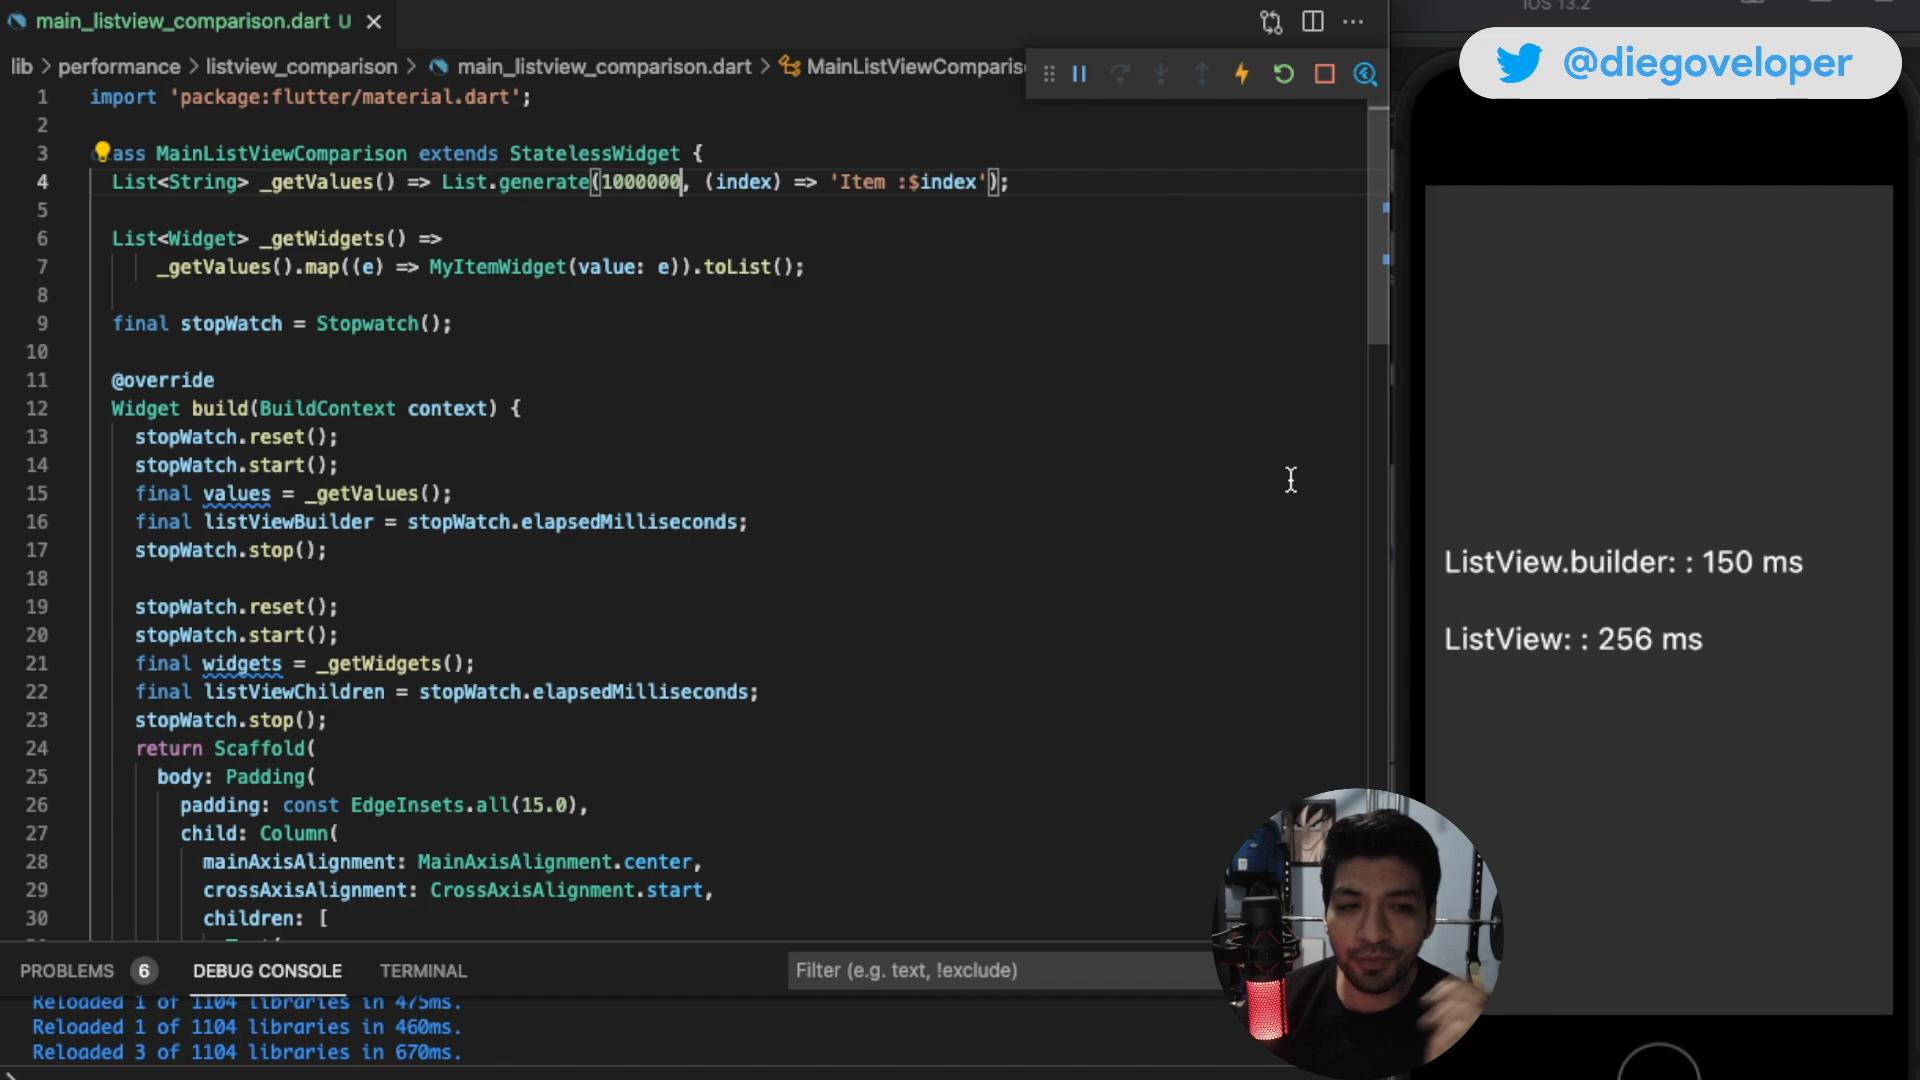 main_listview_comparison.dart U
iOS 13.2
@diegoveloper
lib > performance > listview_comparison > main_listview_comparison.dart > MainListViewComparis
1 import 'package:flutter/material.dart';
2
3 ass MainListViewComparison extends StatelessWidget {
4 List<String> _getValues() => List.generate(1000000, (index) => 'Item :$index');
5
6 List<Widget> _getWidgets() =>
7 _getValues().map((e) => MyItemWidget(value: e)).toList();
8
9 final stopWatch = Stopwatch();
10
11 @override
12 Widget build(BuildContext context) {
13 stopWatch.reset();
14 stopWatch.start();
15 final values = _getValues();
16 final listViewBuilder = stopWatch.elapsedMilliseconds;
17 stopWatch.stop();
18
19 stopWatch.reset();
20 stopWatch.start();
21 final widgets = _getWidgets();
22 final listViewChildren = stopWatch.elapsedMilliseconds;
23 stopWatch.stop();
24 return Scaffold(
25 body: Padding(
26 padding: const EdgeInsets.all(15.0),
27 child: Column(
28 mainAxisAlignment: MainAxisAlignment.center,
29 crossAxisAlignment: CrossAxisAlignment.start,
30 children: [
ListView.builder: : 150 ms
ListView: : 256 ms
PROBLEMS 6 DEBUG CONSOLE TERMINAL
Filter (e.g. text, !exclude)
Reloaded 1 of 1104 libraries in 475ms.
Reloaded 1 of 1104 libraries in 460ms.
Reloaded 3 of 1104 libraries in 670ms.